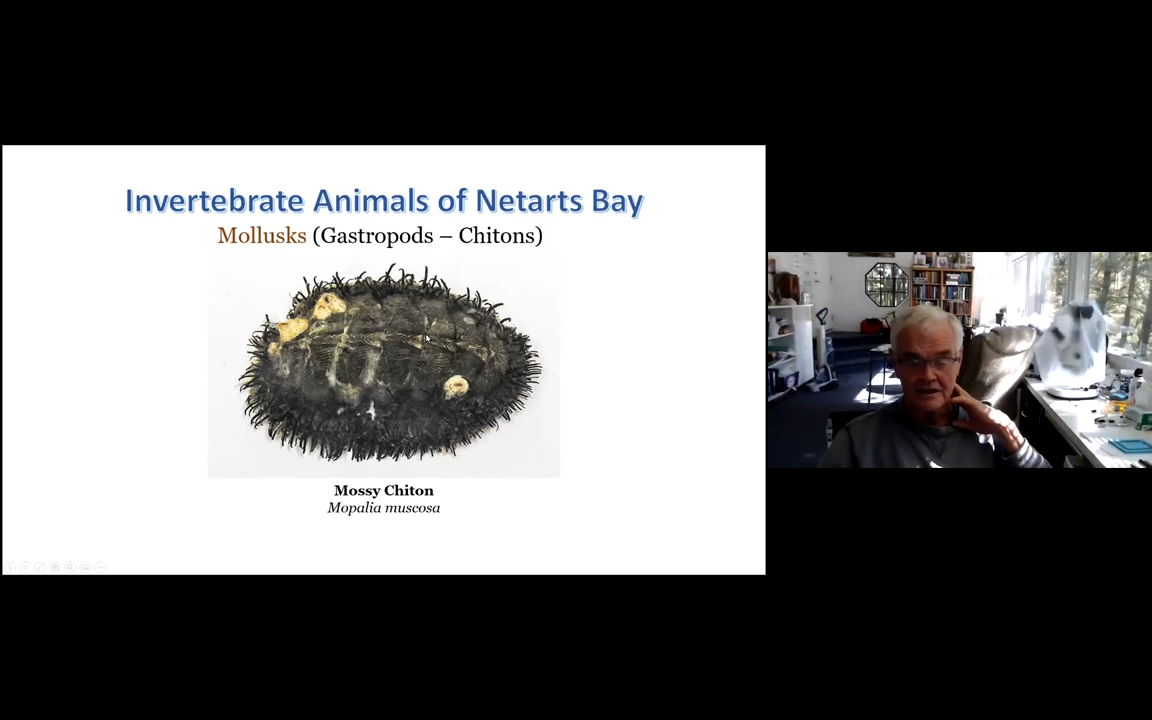 Invertebrate Animals of Netarts Bay
Mollusks (Gastropods – Chitons)
Mossy Chiton
Mopalia muscosa